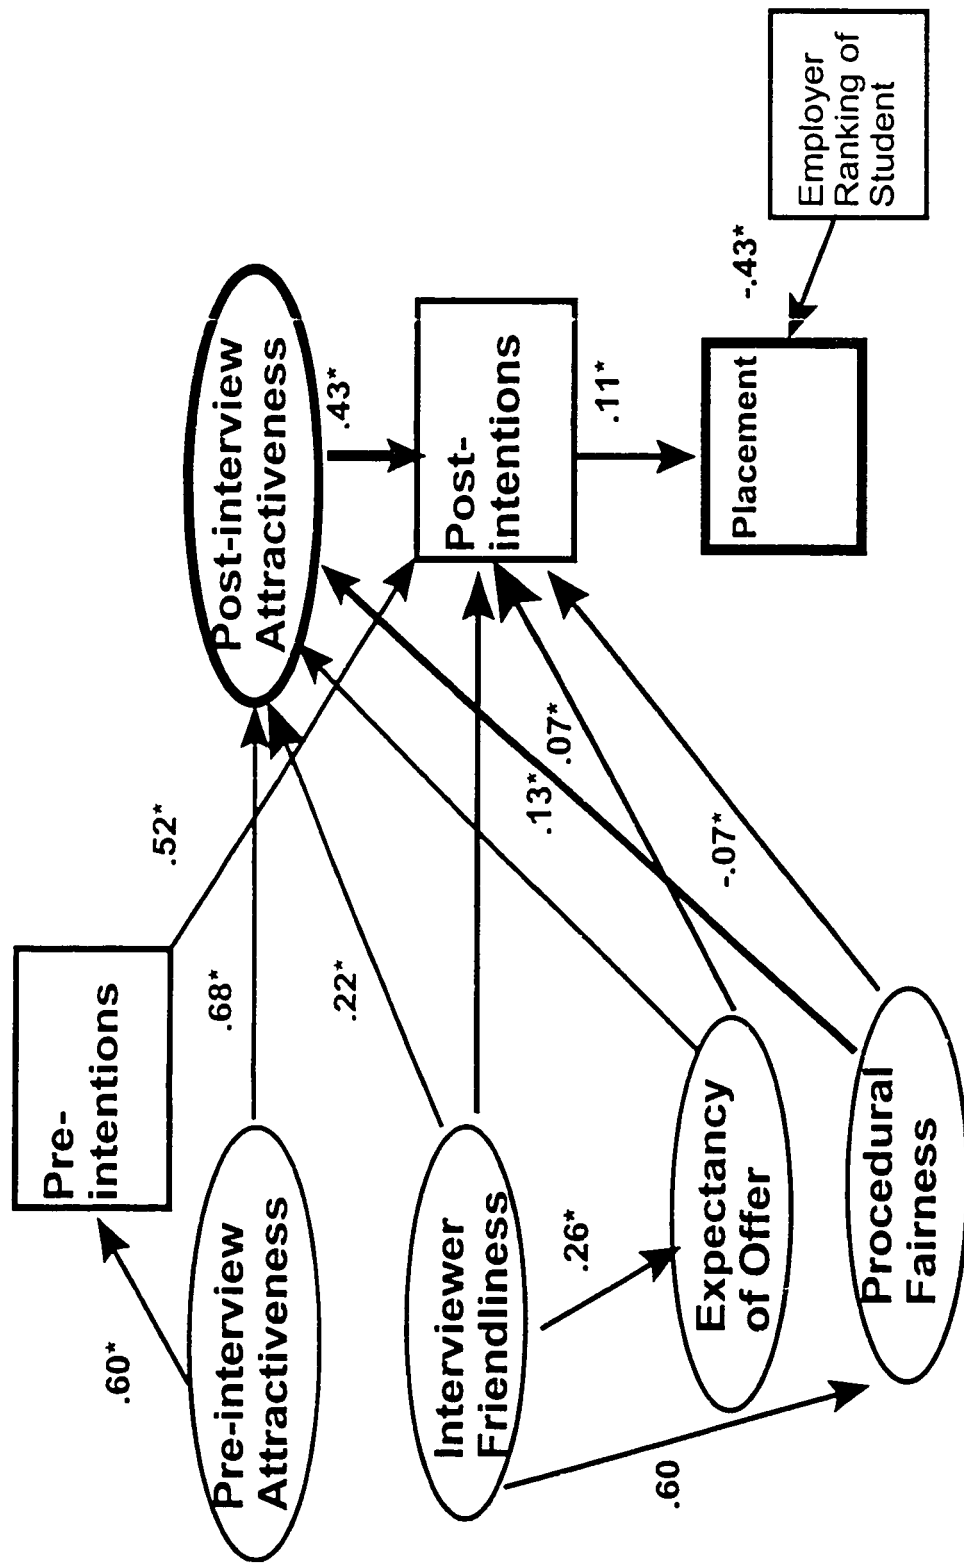 Pre-
intentions
.60*
.52*
Pre-interview
Attractiveness
.68*
Post-interview
Attractiveness
.22*
.43*
Interviewer
Friendliness
Post-
intentions
.26*
.13*
.07*
.11*
Expectancy
of Offer
-.07*
Placement
-.43*
.60
Procedural
Fairness
Employer
Ranking of
Student